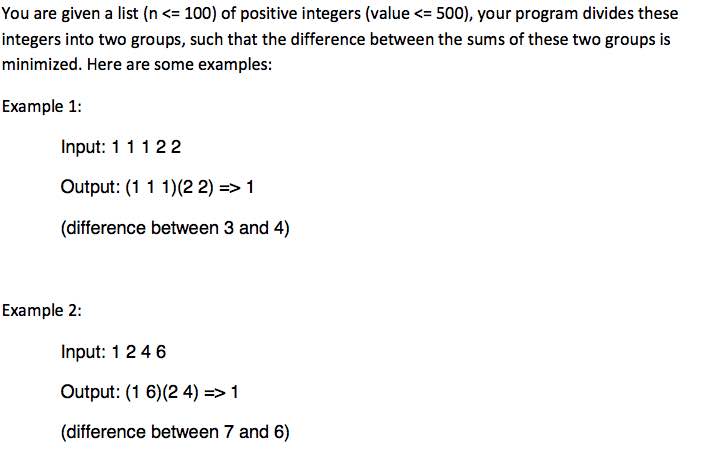 You are given a list (n <= 100) of positive integers (value <= 500), your program divides these
integers into two groups, such that the difference between the sums of these two groups is
minimized. Here are some examples:
Example 1:
Input: 1 1 1 2 2
Output: (1 1 1)(2 2) => 1
(difference between 3 and 4)
Example 2:
Input: 1 2 4 6
Output: (1 6)(2 4) => 1
(difference between 7 and 6)